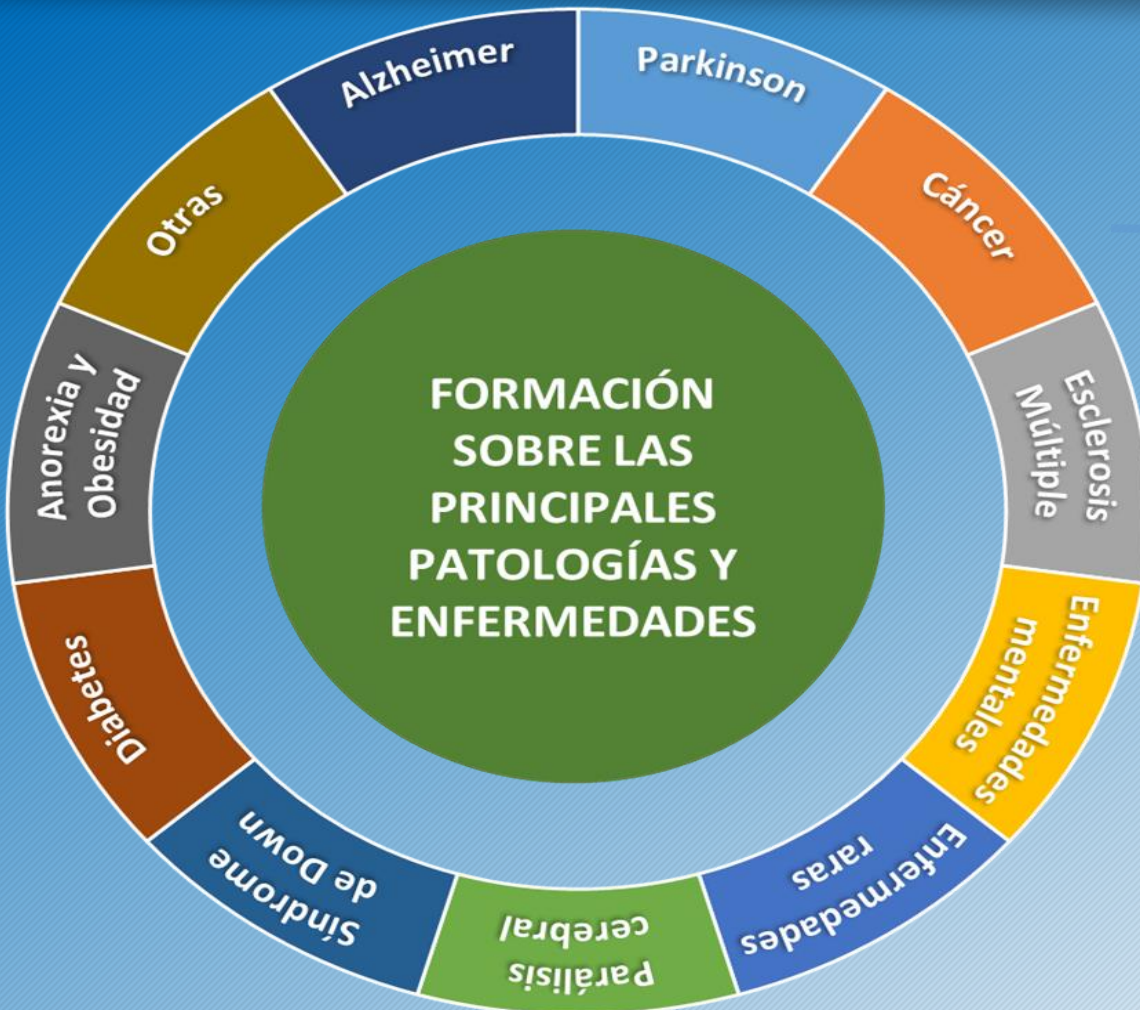 FORMACIÓN
SOBRE LAS
PRINCIPALES
PATOLOGÍAS Y
ENFERMEDADES
Parkinson
Cáncer
Esclerosis
Múltiple
Enfermedades
mentales
Enfermedades
raras
Parálisis
cerebral
Síndrome
de Down
Diabetes
Anorexia y
Obesidad
Otras
Alzheimer